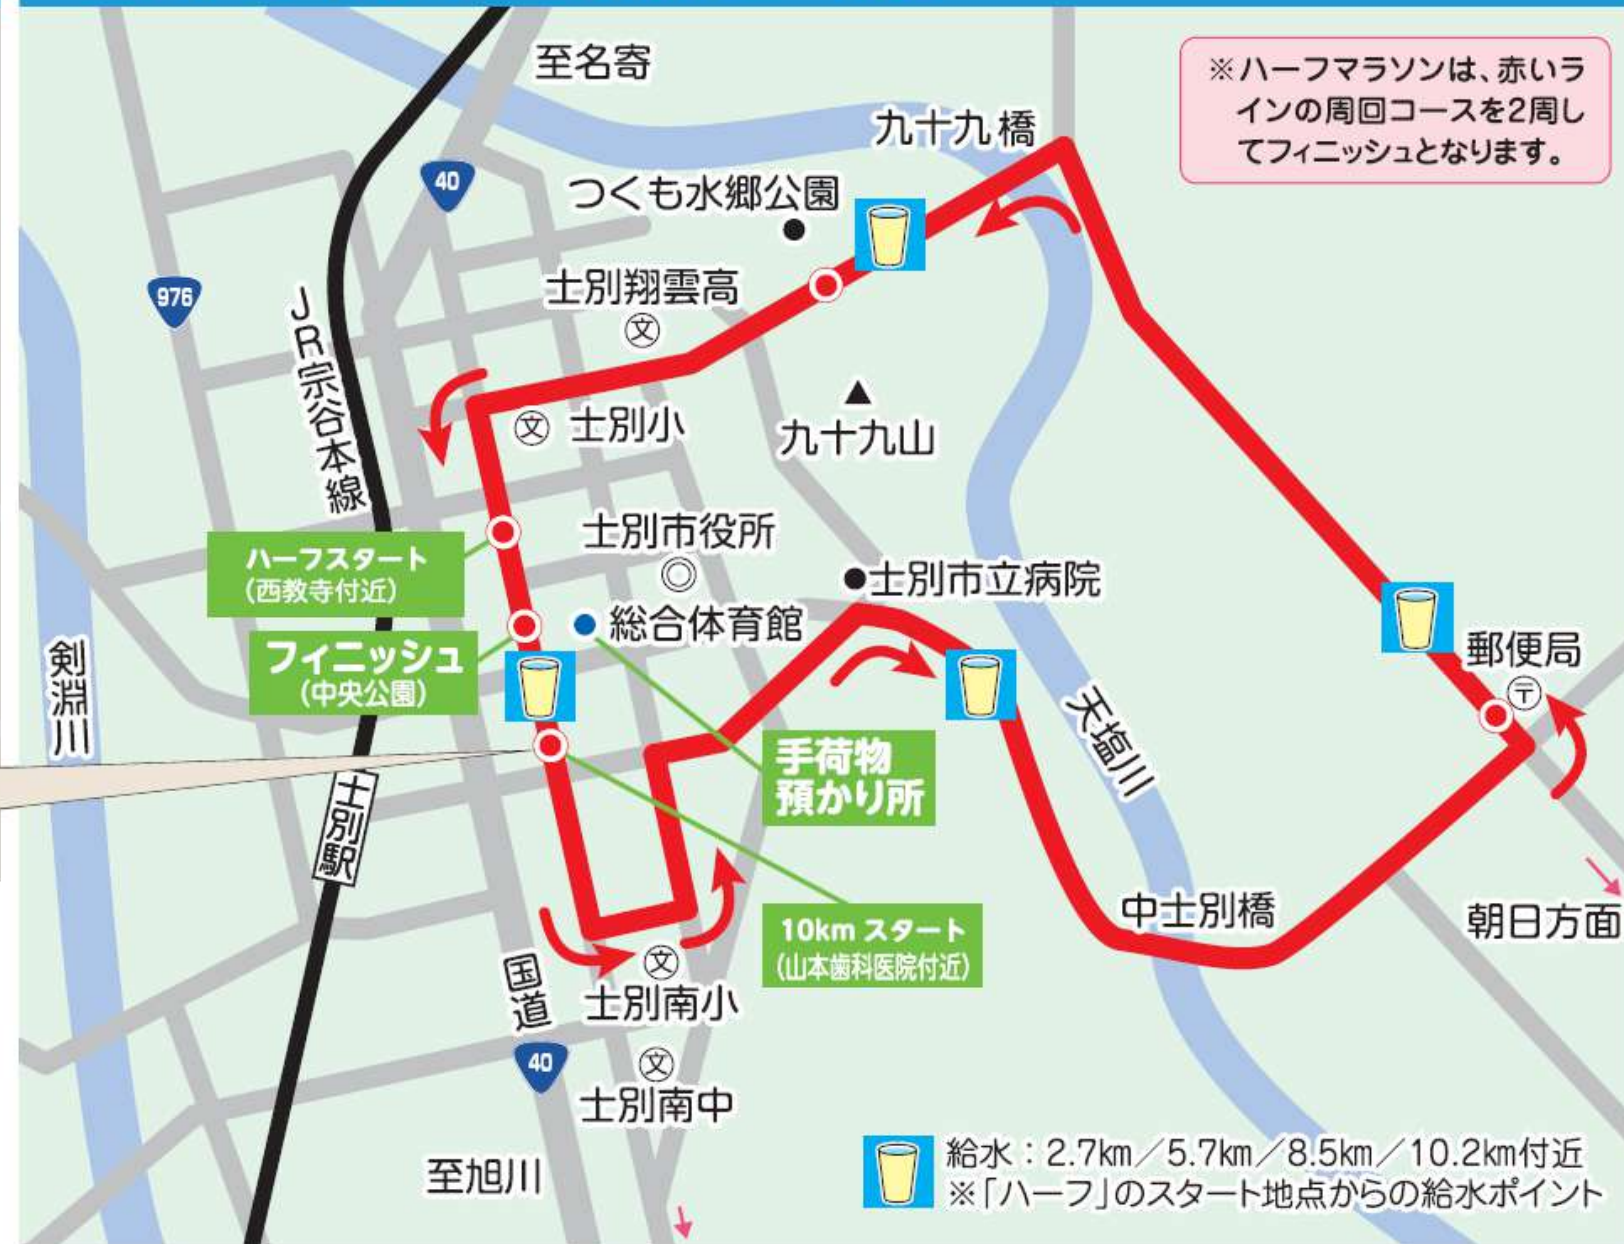 至名寄
※ハーフマラソンは、赤いラ
インの周回コースを2周し
てフィニッシュとなります。
九十九橋
40
つくも水郷公園
976
士別翔雲高
文
JR宗谷本線
九十九山
文 士別小
士別市役所
ハーフスタート
(西教寺付近)
士別市立病院
総合体育館
フィニッシュ
(中央公園)
郵便局
〒
剣淵川
天塩川
手荷物
預かり所
士別駅
中士別橋
朝日方面
10km スタート
(山本歯科医院付近)
国道
40
文
士別南小
文
士別南中
至旭川
給水:2.7km/5.7km/8.5km/10.2km付近
※「ハーフ」のスタート地点からの給水ポイント